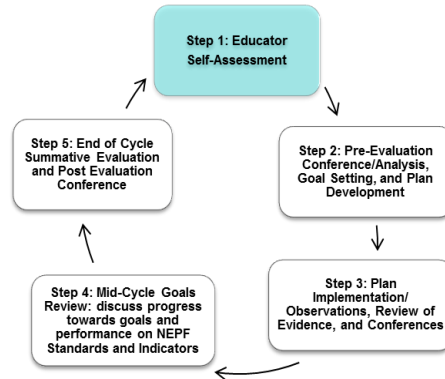 Step 1: Educator
Self-Assessment
Step 2: Pre-Evaluation
Conference/Analysis,
Goal Setting, and Plan
Development
Step 3: Plan
Implementation/
Observations, Review of
Evidence, and Conferences
Step 4: Mid-Cycle Goals
Review: discuss progress
towards goals and
performance on NEPF
Standards and Indicators
Step 5: End of Cycle
Summative Evaluation
and Post Evaluation
Conference